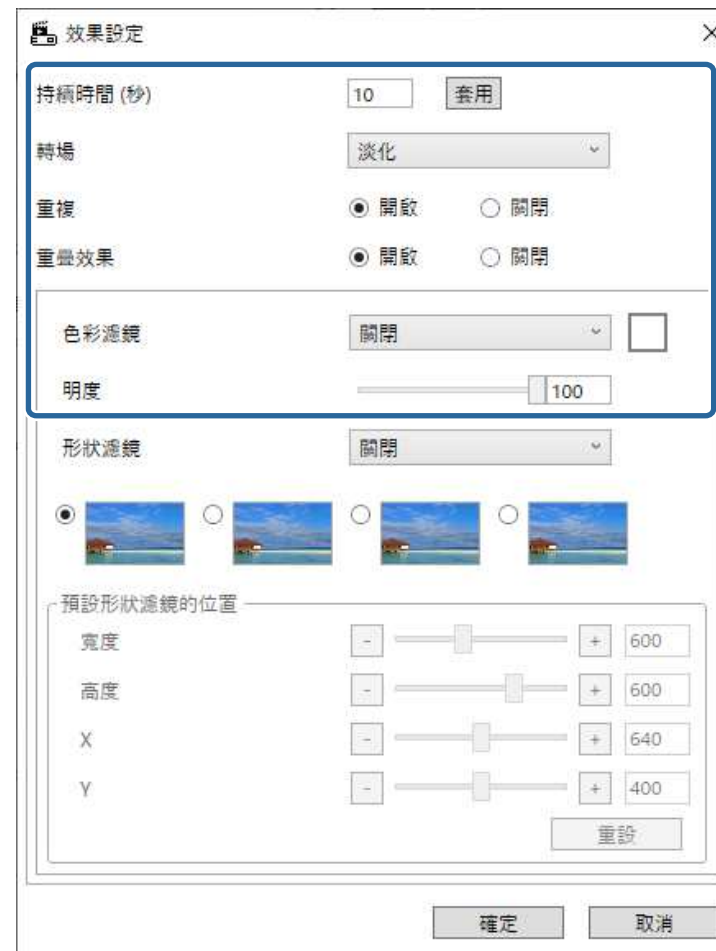 效果設定
持續時間 (秒) 10 套用
轉場 淡化
重複 開啟 關閉
重疊效果 開啟 關閉
色彩濾鏡 關閉
明度 100
形狀濾鏡 關閉
預設形狀濾鏡的位置
寬度 - + 600
高度 - + 600
X - + 640
Y - + 400
重設
確定 取消